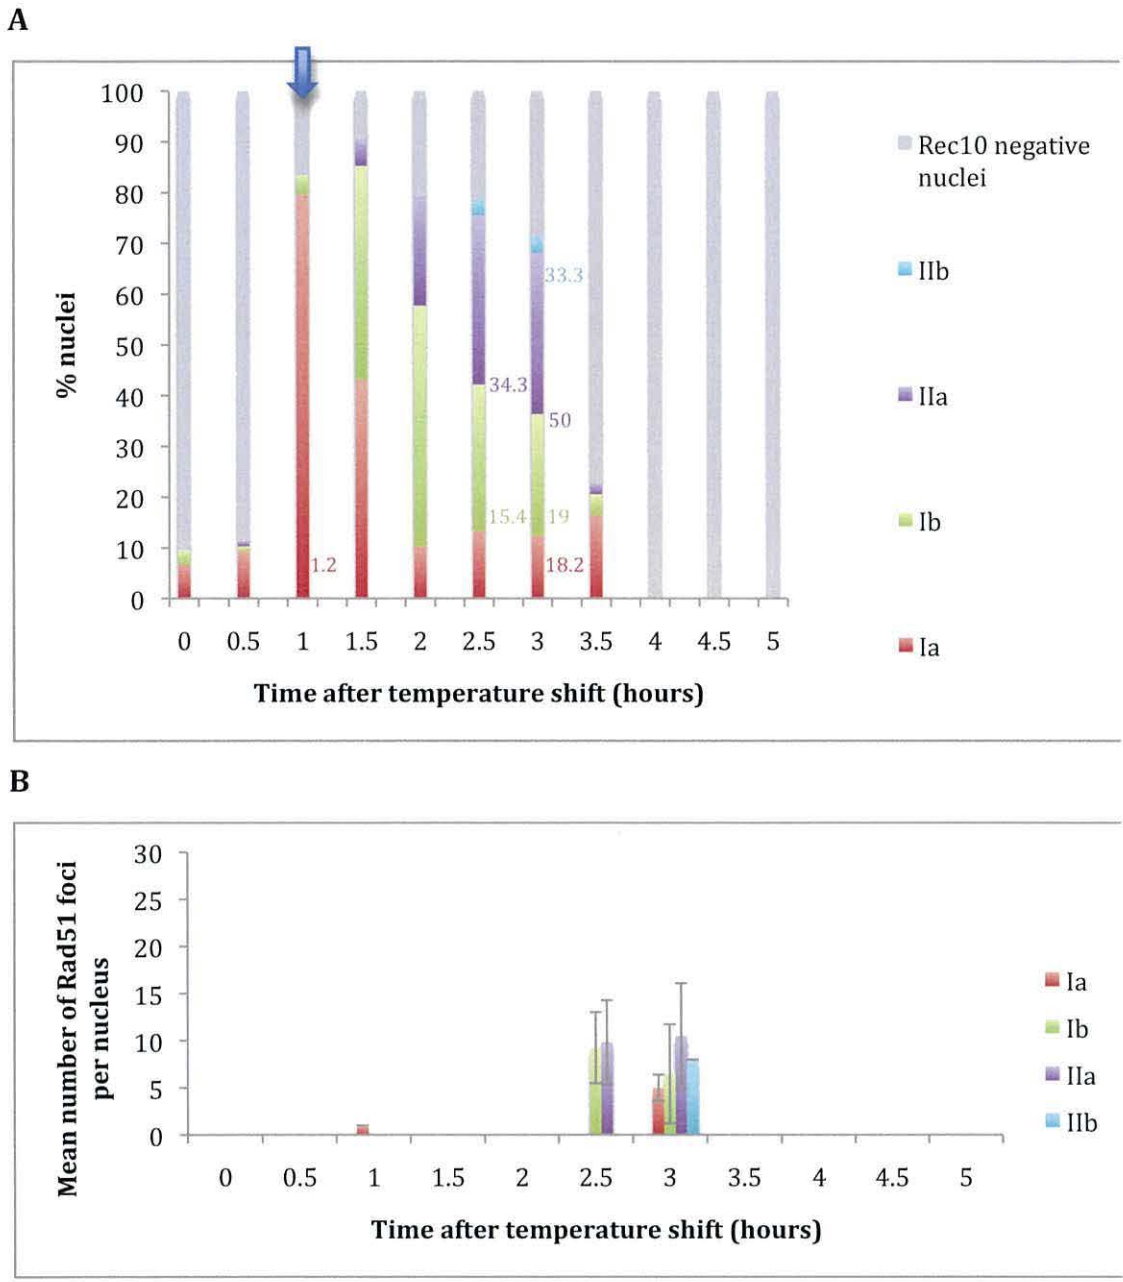 A
100
90
80
70
60
50
40
30
20
10
0
% nuclei
33.3
34.3
50
15.4
19
1.2
18.2
0 0.5 1 1.5 2 2.5 3 3.5 4 4.5 5
Time after temperature shift (hours)
Rec10 negative
nuclei
IIb
IIa
Ib
Ia
B
30
25
20
15
10
5
0
Mean number of Rad51 foci
per nucleus
0 0.5 1 1.5 2 2.5 3 3.5 4 4.5 5
Time after temperature shift (hours)
Ia
Ib
IIa
IIb